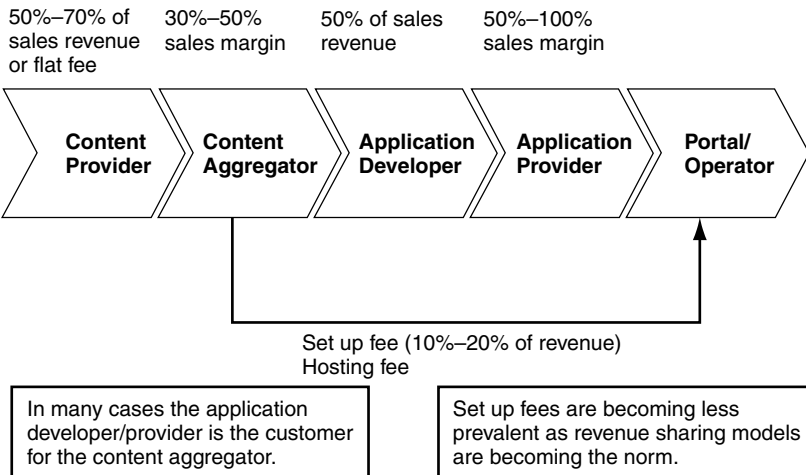 50%–70% of
sales revenue
or flat fee
30%–50%
sales margin
50% of sales
revenue
50%–100%
sales margin
Content
Provider
Content
Aggregator
Application
Developer
Application
Provider
Portal/
Operator
Set up fee (10%–20% of revenue)
Hosting fee
In many cases the application
developer/provider is the customer
for the content aggregator.
Set up fees are becoming less
prevalent as revenue sharing models
are becoming the norm.